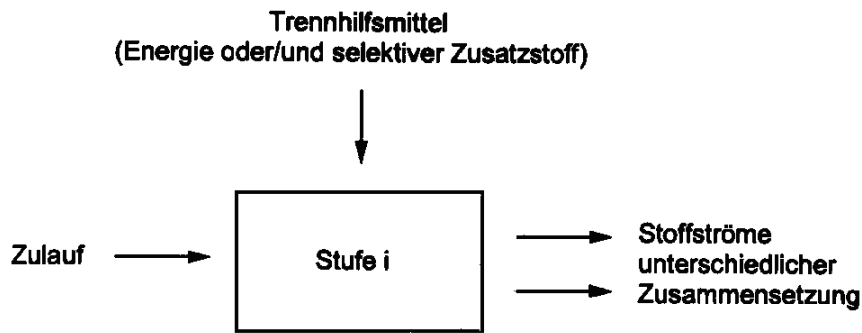 Trennhilfsmittel
(Energie oder/und selektiver Zusatzstoff)
Zulauf
Stufe i
Stoffströme
unterschiedlicher
Zusammensetzung